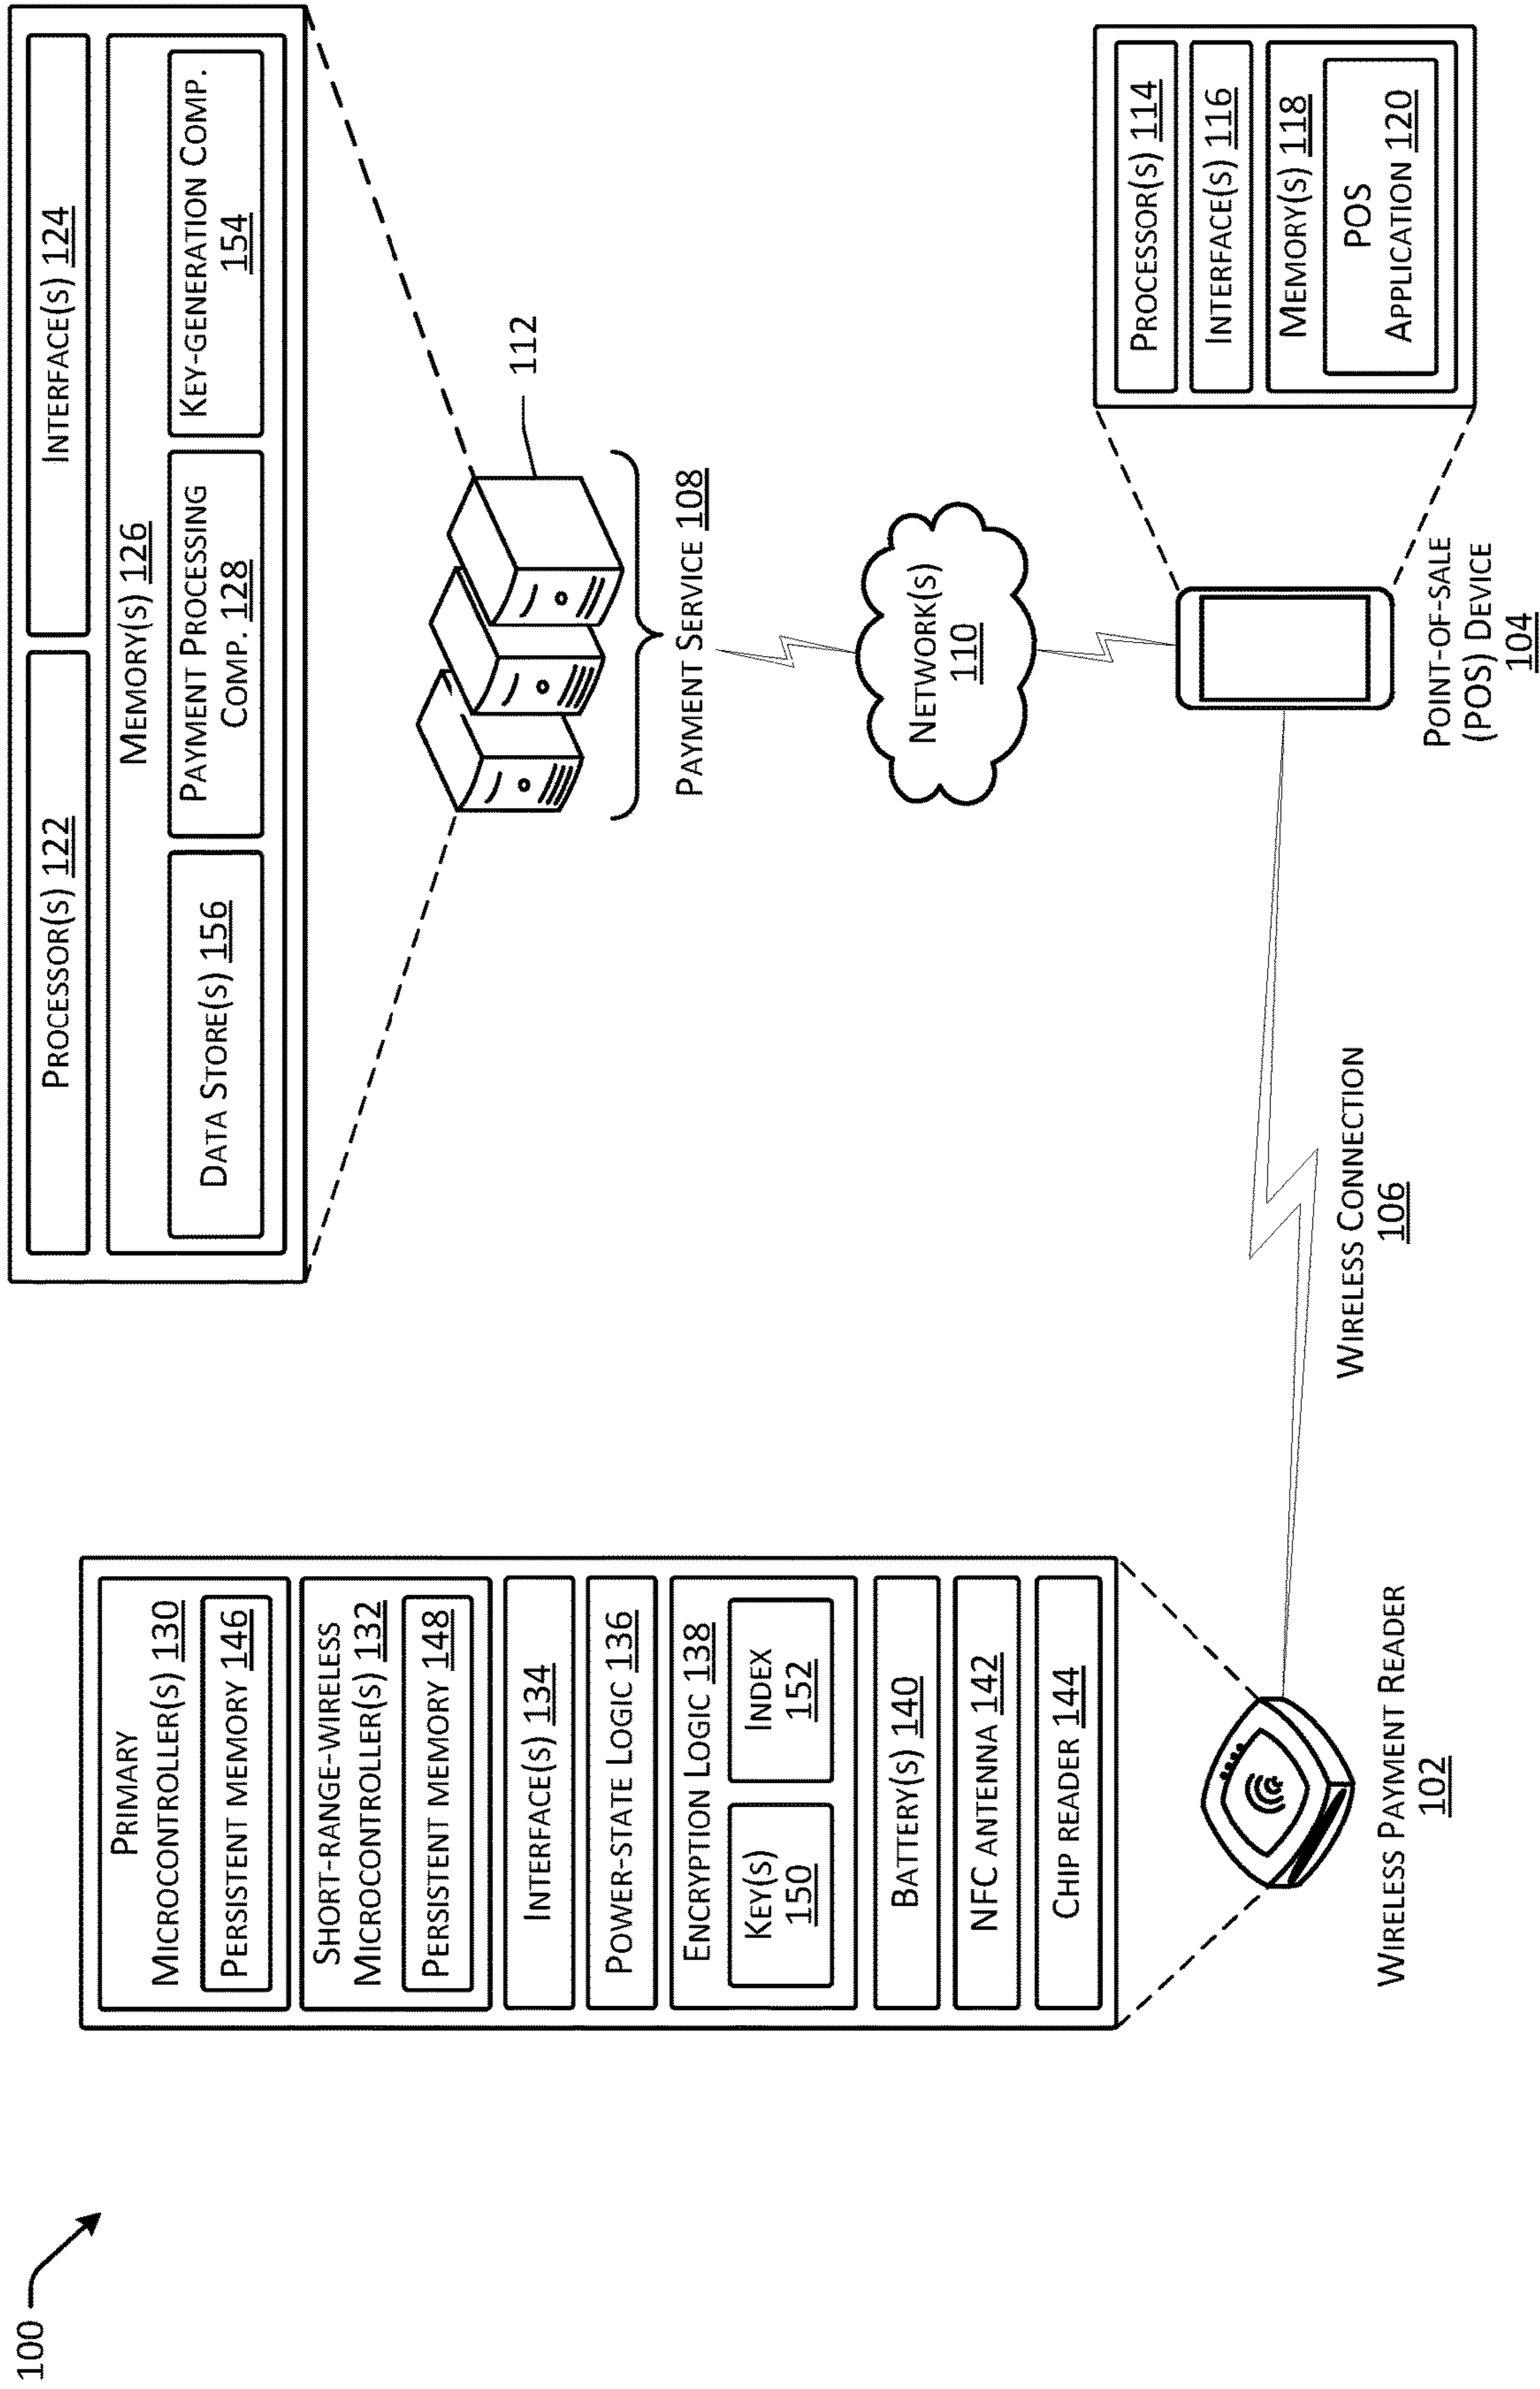 100
PRIMARY
MICROCONTROLLER(S) 130
PERSISTENT MEMORY 146
SHORT-RANGE-WIRELESS
MICROCONTROLLER(S) 132
PERSISTENT MEMORY 148
INTERFACE(S) 134
POWER-STATE LOGIC 136
ENCRYPTION LOGIC 138
KEY(S)
150
INDEX
152
BATTERY(S) 140
NFC ANTENNA 142
CHIP READER 144
WIRELESS PAYMENT READER
102
WIRELESS CONNECTION
106
PROCESSOR(S) 122
INTERFACE(S) 124
MEMORY(S) 126
DATA STORE(S) 156
PAYMENT PROCESSING
COMP. 128
KEY-GENERATION COMP.
154
112
PAYMENT SERVICE 108
NETWORK(S)
110
POINT-OF-SALE
(POS) DEVICE
104
PROCESSOR(S) 114
INTERFACE(S) 116
MEMORY(S) 118
POS
APPLICATION 120